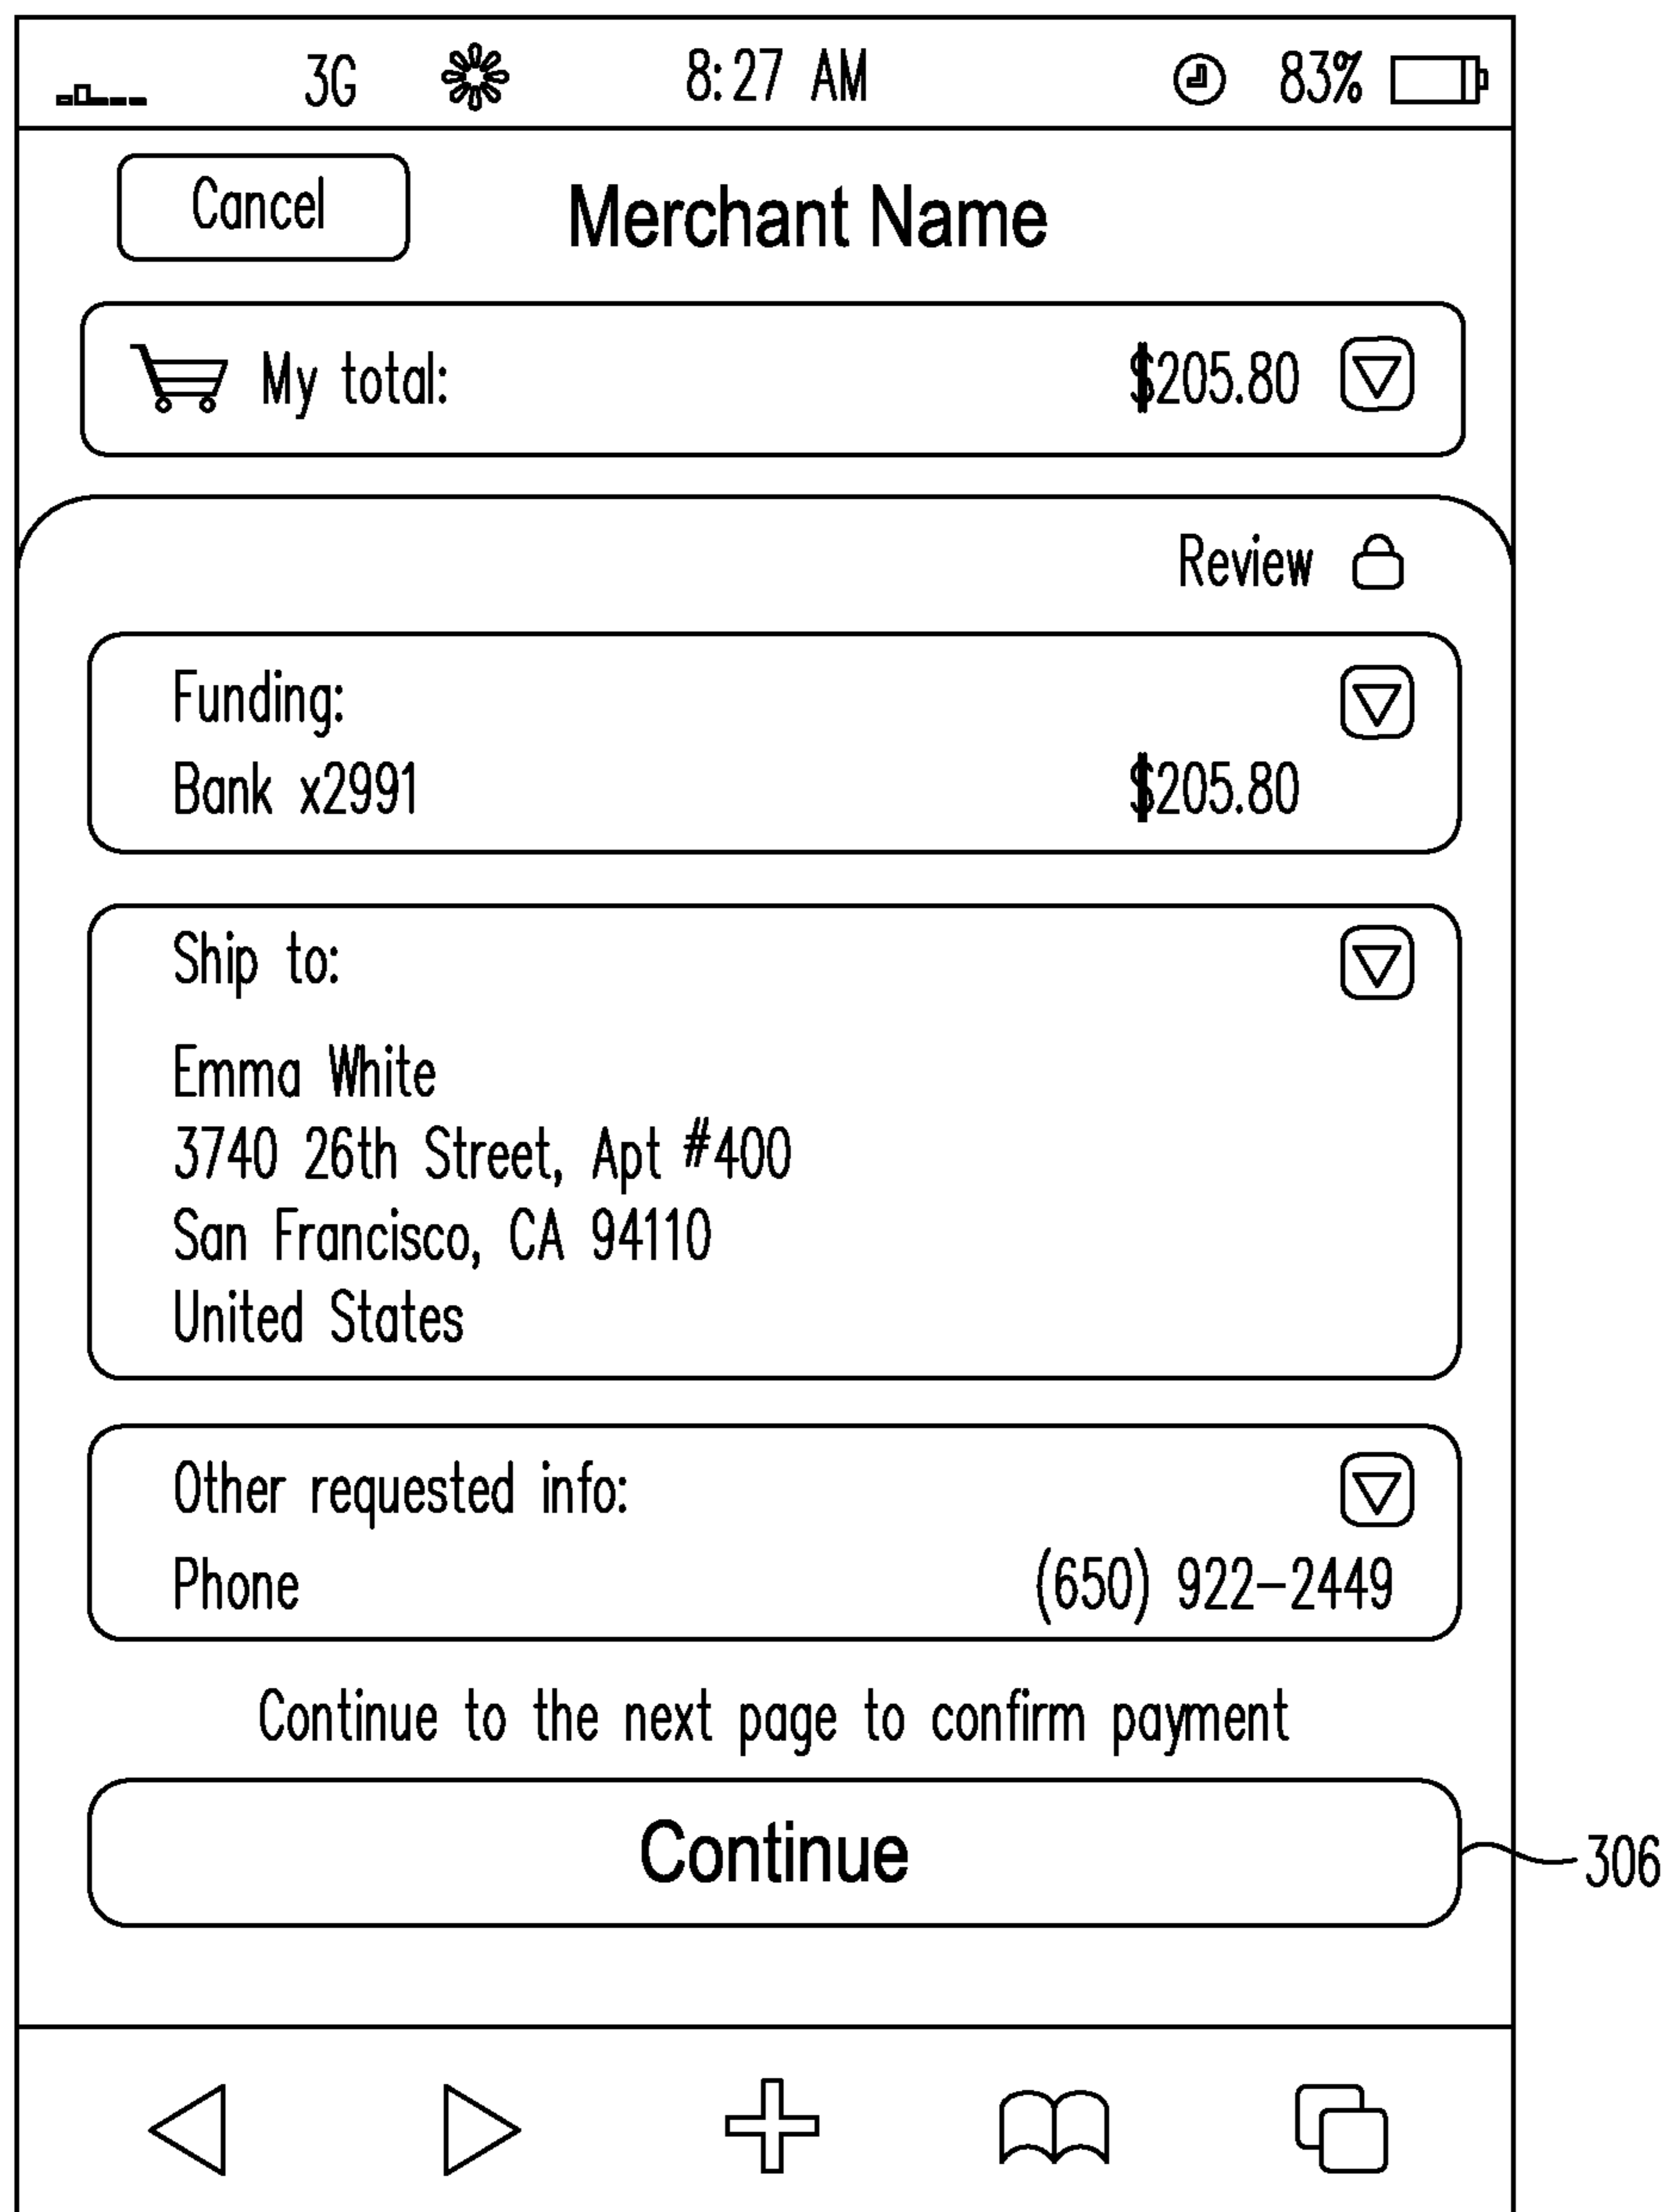 3G 8:27 AM 83%
Cancel Merchant Name
My total: $205.80
Review
Funding:
Bank x2991 $205.80
Ship to:
Emma White
3740 26th Street, Apt #400
San Francisco, CA 94110
United States
Other requested info:
Phone (650) 922-2449
Continue to the next page to confirm payment
Continue
306